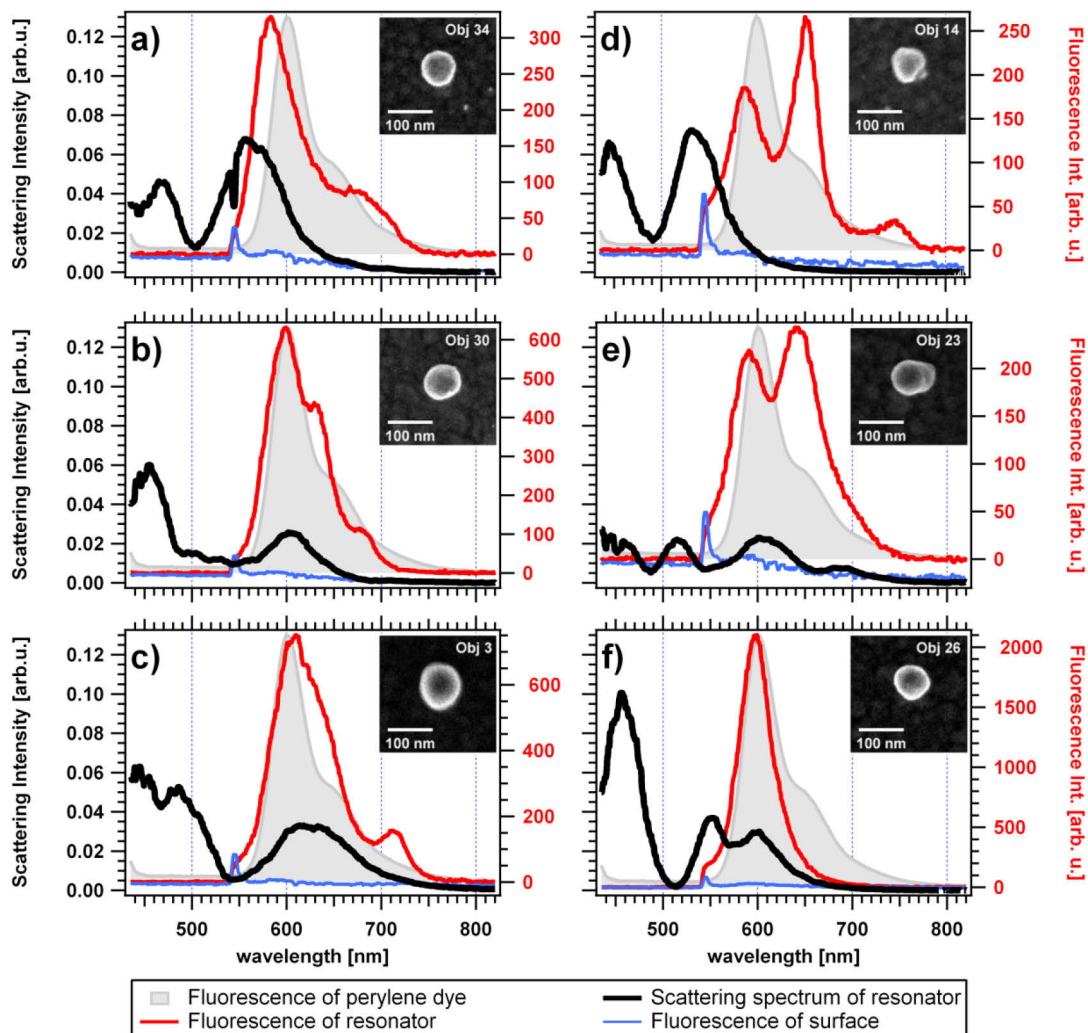 a)
Obj 34
100 nm
Scattering Intensity [arb.u.]
0.12
0.10
0.08
0.06
0.04
0.02
0.00
300
250
200
150
100
50
0
d)
Obj 14
100 nm
250
200
150
100
50
0
Fluorescence Int. [arb. u.]
b)
Obj 30
100 nm
Scattering Intensity [arb.u.]
0.12
0.10
0.08
0.06
0.04
0.02
0.00
600
500
400
300
200
100
0
e)
Obj 23
100 nm
200
150
100
50
0
Fluorescence Int. [arb. u.]
c)
Obj 3
100 nm
Scattering Intensity [arb.u.]
0.12
0.10
0.08
0.06
0.04
0.02
0.00
600
400
200
0
500
600
700
800
wavelength [nm]
f)
Obj 26
100 nm
2000
1500
1000
500
0
Fluorescence Int. [arb. u.]
500
600
700
800
wavelength [nm]
Fluorescence of perylene dye
Fluorescence of resonator
Scattering spectrum of resonator
Fluorescence of surface